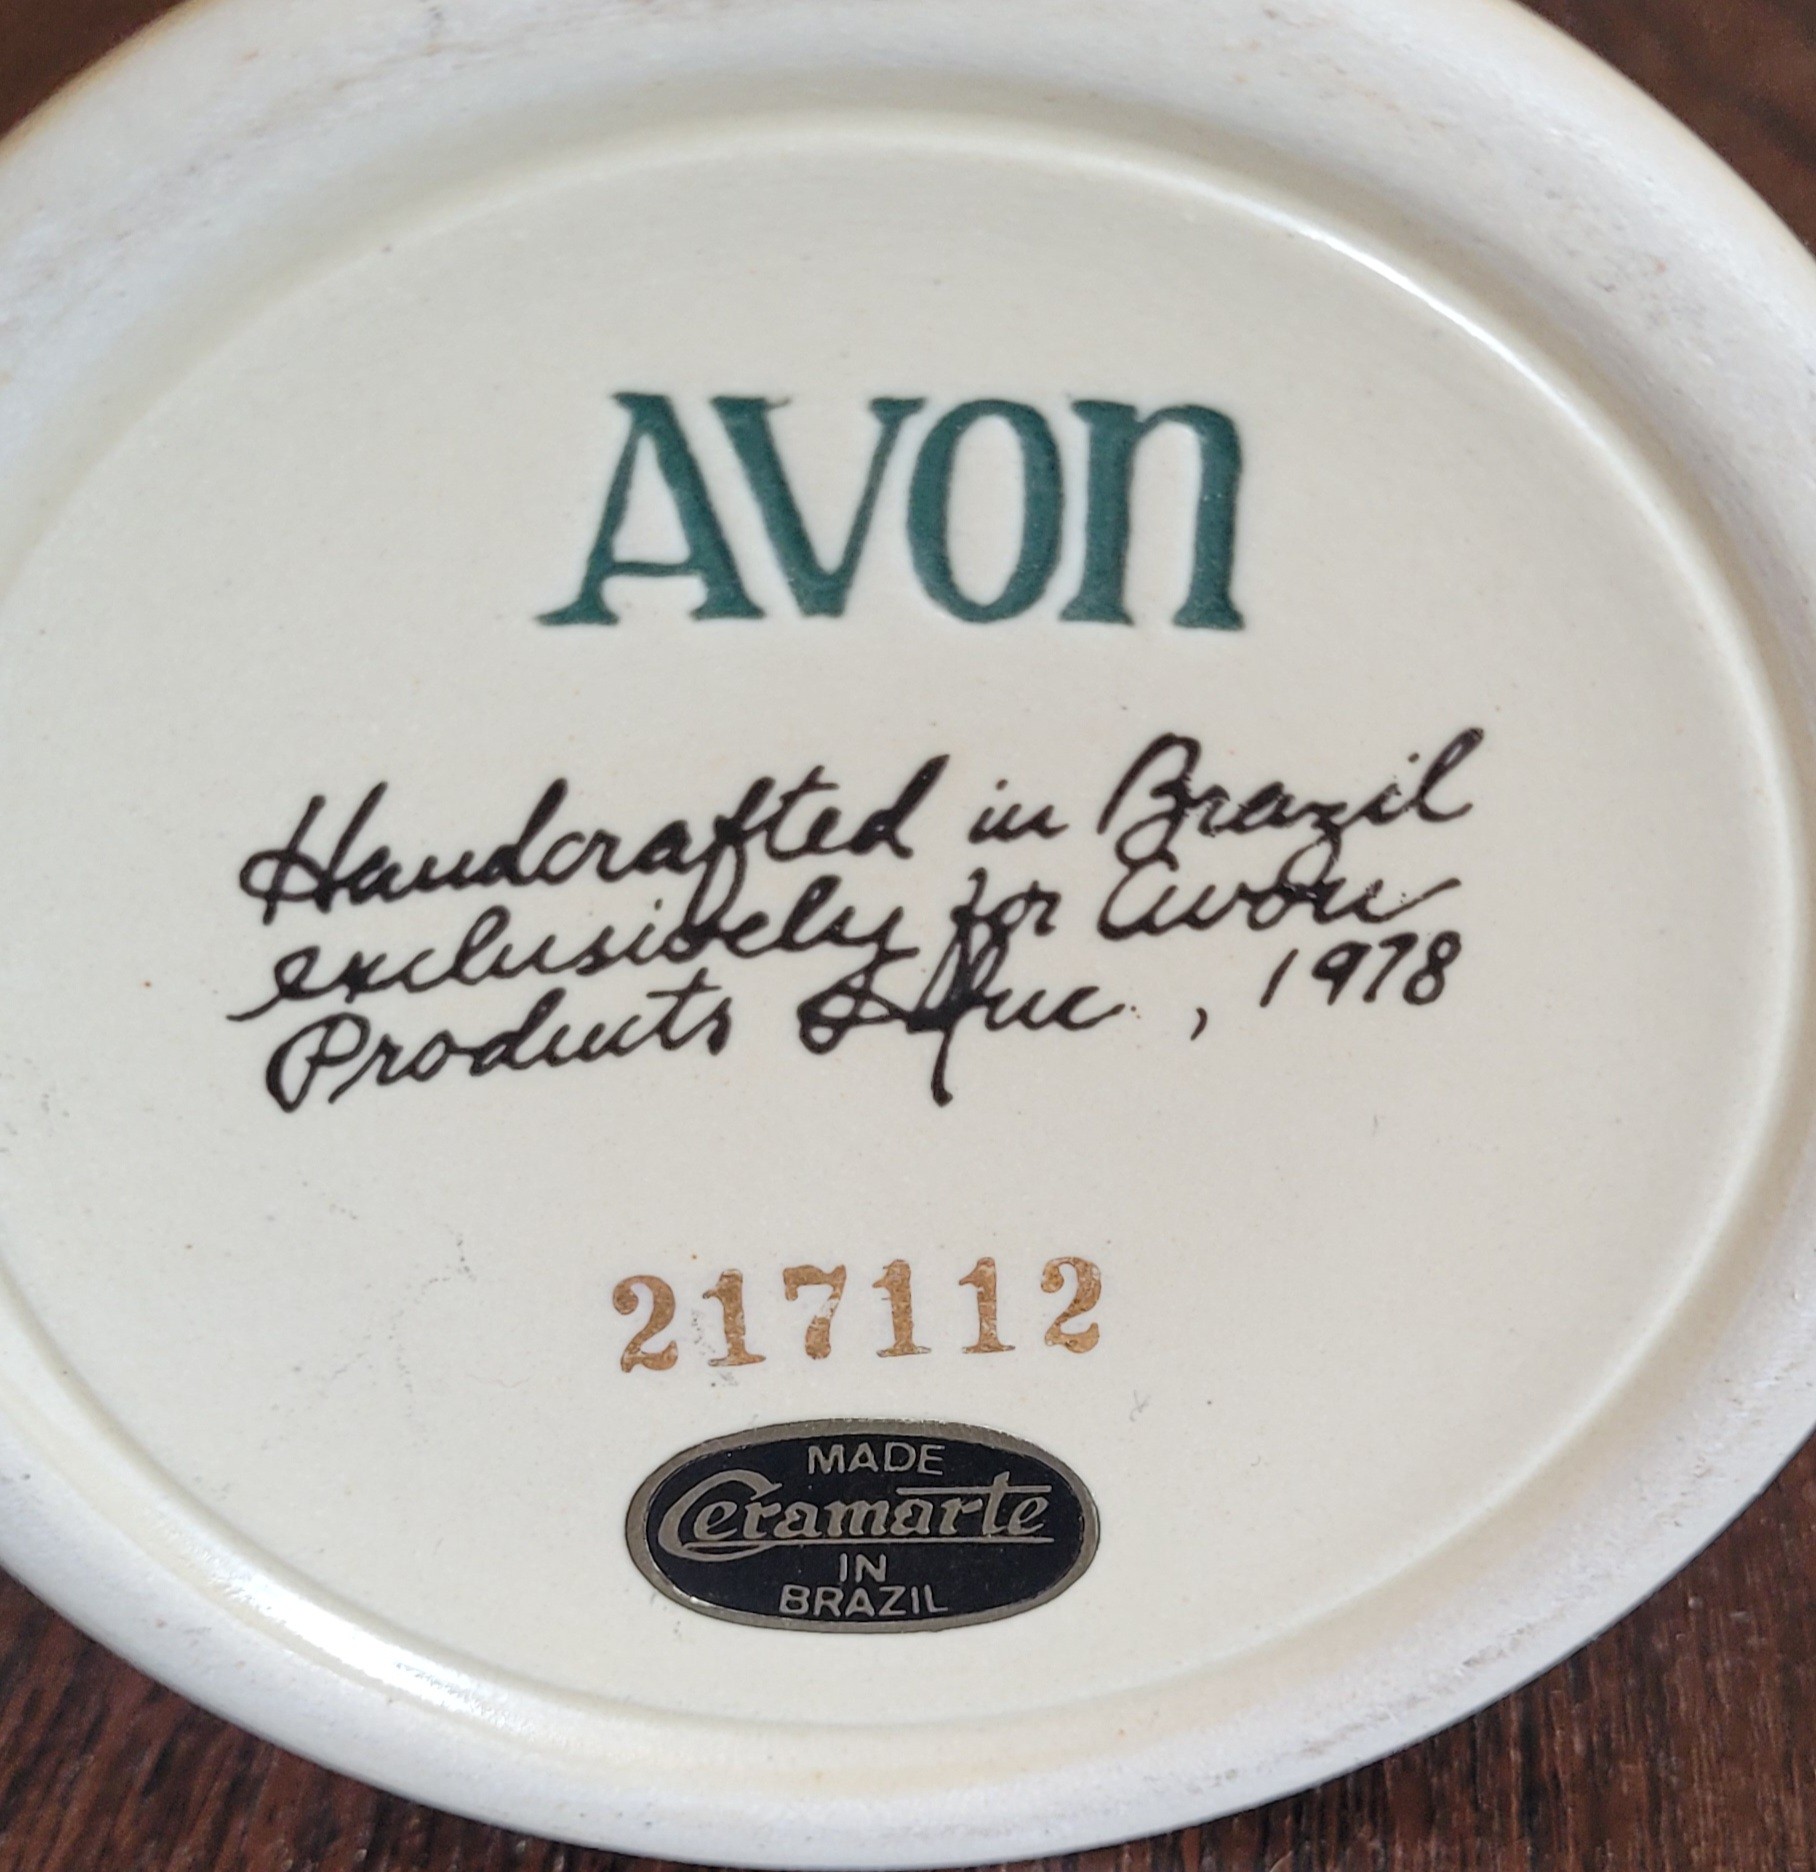 AVON
Handcrafted in Brazil
exclusively for Avon
Products Inc., 1978
217112
MADE
Ceramarte
IN
BRAZIL